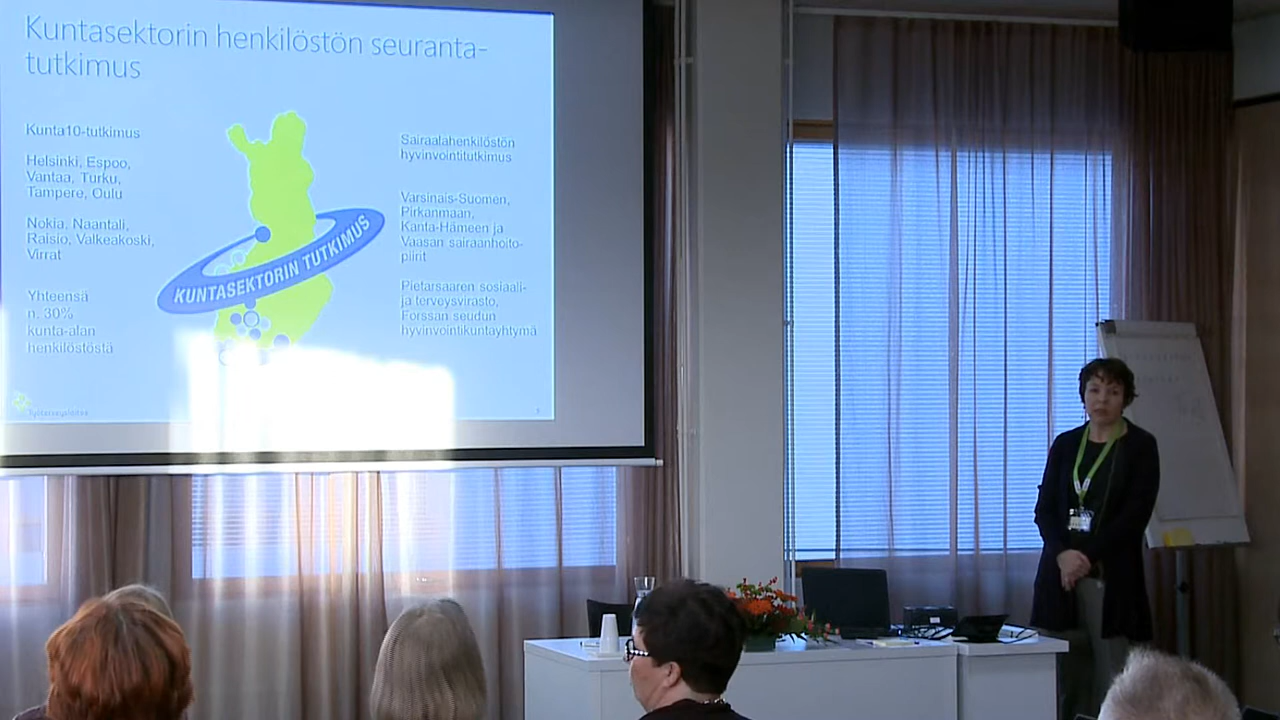 Kuntasektorin henkilöstön seuranta-
tutkimus
Kunta10-tutkimus
Helsinki, Espoo,
Vantaa, Turku,
Tampere, Oulu
Nokia, Naantali,
Raisio, Valkeakoski,
Virrat
Yhteensä
n. 30%
kunta-alan
henkilöstöstä
KUNTASEKTORIN TUTKIMUS
Sairaalahenkilöstön
hyvinvointitutkimus
Varsinais-Suomen,
Pirkanmaan,
Kanta-Hämeen ja
Vaasan sairaanhoito-
piirit
Pietarsaaren sosiaali-
ja terveysvirasto,
Forssan seudun
hyvinvointikuntayhtymä
Työterveyslaitos